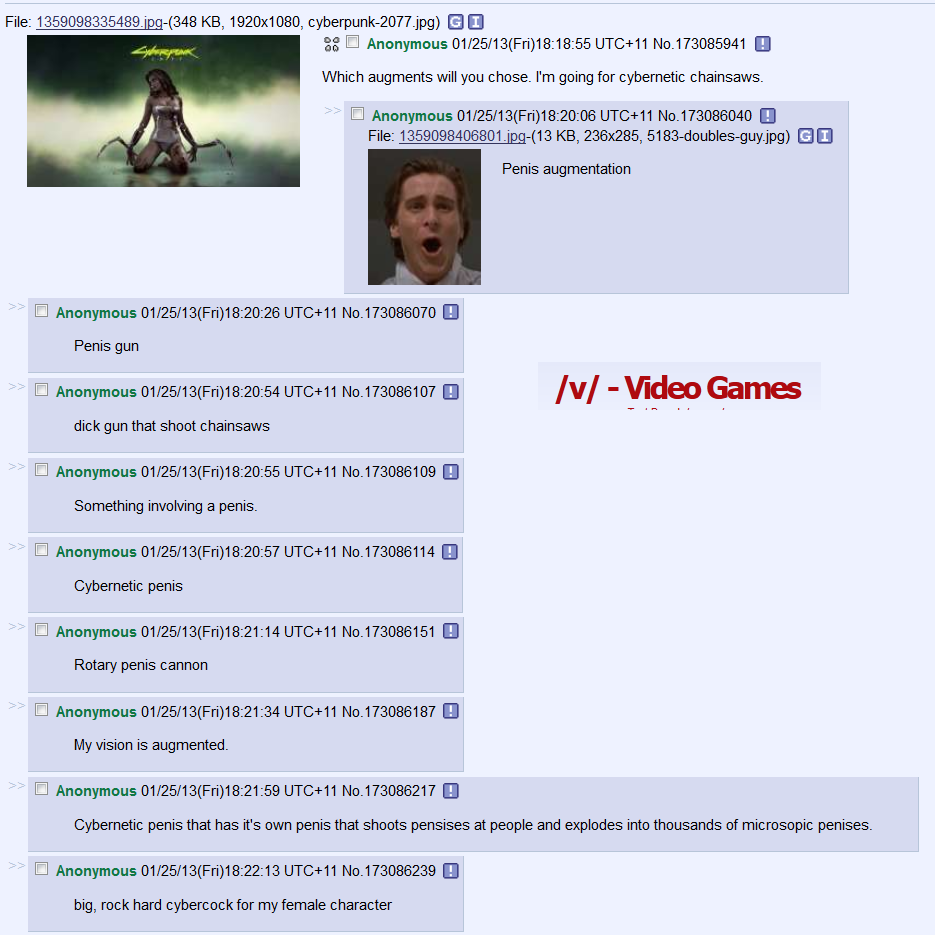 File: 1359098335489.jpg-(348 KB, 1920x1080, cyberpunk-2077.jpg) G I
CYBERPUNK
Anonymous 01/25/13(Fri)18:18:55 UTC+11 No.173085941 !
Which augments will you chose. I'm going for cybernetic chainsaws.
>> Anonymous 01/25/13(Fri)18:20:06 UTC+11 No.173086040 !
File: 1359098406801.jpg-(13 KB, 236x285, 5183-doubles-guy.jpg) G I
Penis augmentation
>> Anonymous 01/25/13(Fri)18:20:26 UTC+11 No.173086070 !
Penis gun
/v/ - Video Games
>> Anonymous 01/25/13(Fri)18:20:54 UTC+11 No.173086107 !
dick gun that shoot chainsaws
>> Anonymous 01/25/13(Fri)18:20:55 UTC+11 No.173086109 !
Something involving a penis.
>> Anonymous 01/25/13(Fri)18:20:57 UTC+11 No.173086114 !
Cybernetic penis
>> Anonymous 01/25/13(Fri)18:21:14 UTC+11 No.173086151 !
Rotary penis cannon
>> Anonymous 01/25/13(Fri)18:21:34 UTC+11 No.173086187 !
My vision is augmented.
>> Anonymous 01/25/13(Fri)18:21:59 UTC+11 No.173086217 !
Cybernetic penis that has it's own penis that shoots pensises at people and explodes into thousands of microsopic penises.
>> Anonymous 01/25/13(Fri)18:22:13 UTC+11 No.173086239 !
big, rock hard cybercock for my female character